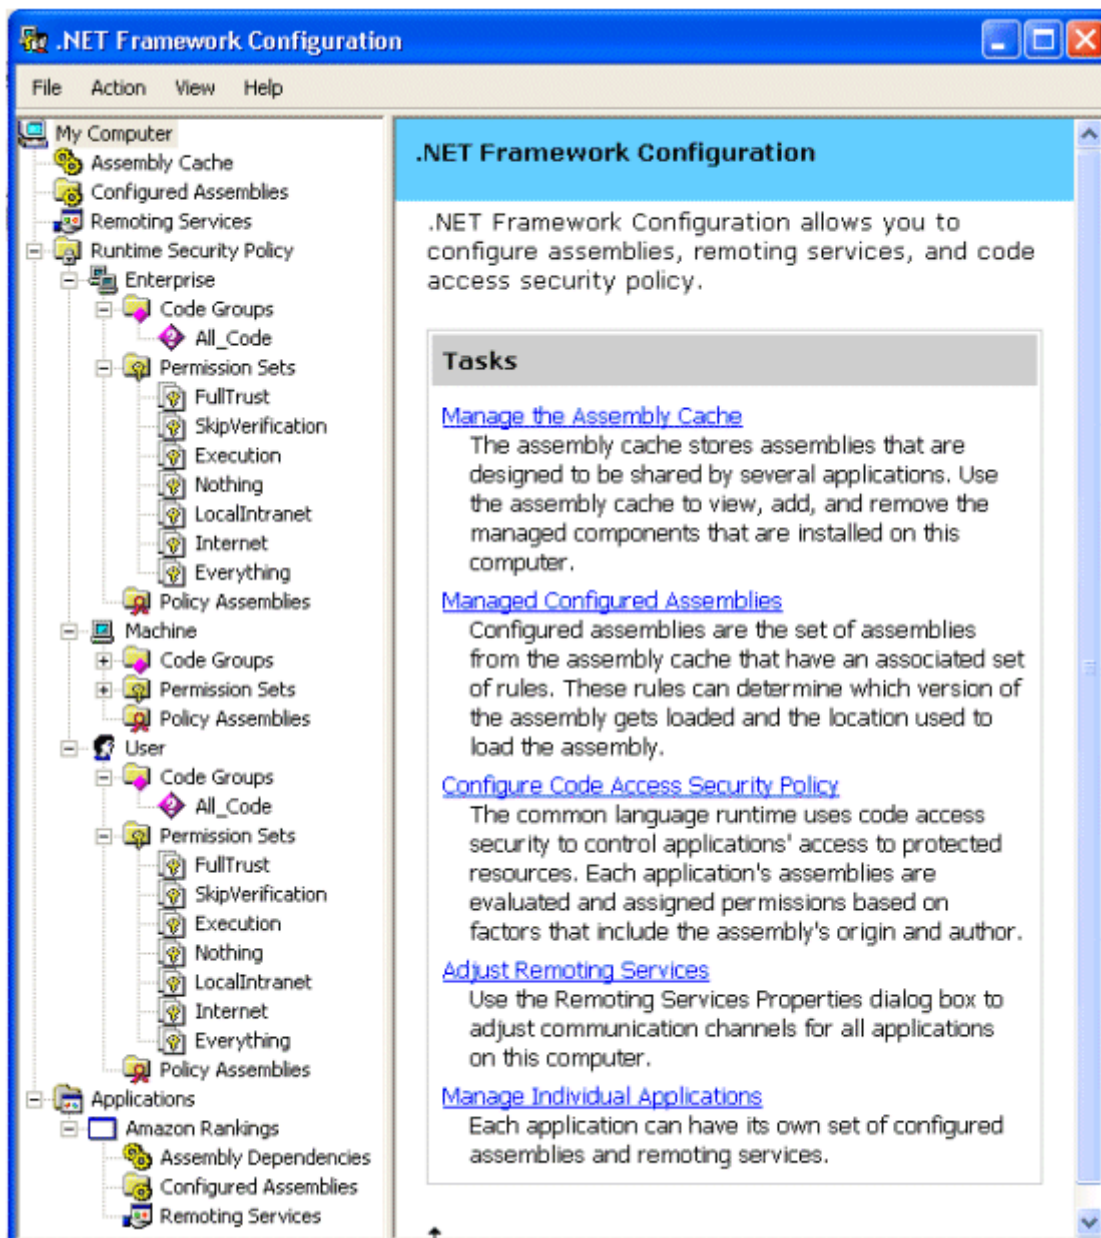 .NET Framework Configuration
File Action View Help
My Computer
Assembly Cache
Configured Assemblies
Remoting Services
Runtime Security Policy
Enterprise
Code Groups
All_Code
Permission Sets
FullTrust
SkipVerification
Execution
Nothing
LocalIntranet
Internet
Everything
Policy Assemblies
Machine
Code Groups
Permission Sets
Policy Assemblies
User
Code Groups
All_Code
Permission Sets
FullTrust
SkipVerification
Execution
Nothing
LocalIntranet
Internet
Everything
Policy Assemblies
Applications
Amazon Rankings
Assembly Dependencies
Configured Assemblies
Remoting Services
.NET Framework Configuration
.NET Framework Configuration allows you to
configure assemblies, remoting services, and code
access security policy.
Tasks
Manage the Assembly Cache
The assembly cache stores assemblies that are
designed to be shared by several applications. Use
the assembly cache to view, add, and remove the
managed components that are installed on this
computer.
Managed Configured Assemblies
Configured assemblies are the set of assemblies
from the assembly cache that have an associated set
of rules. These rules can determine which version of
the assembly gets loaded and the location used to
load the assembly.
Configure Code Access Security Policy
The common language runtime uses code access
security to control applications' access to protected
resources. Each application's assemblies are
evaluated and assigned permissions based on
factors that include the assembly's origin and author.
Adjust Remoting Services
Use the Remoting Services Properties dialog box to
adjust communication channels for all applications
on this computer.
Manage Individual Applications
Each application can have its own set of configured
assemblies and remoting services.